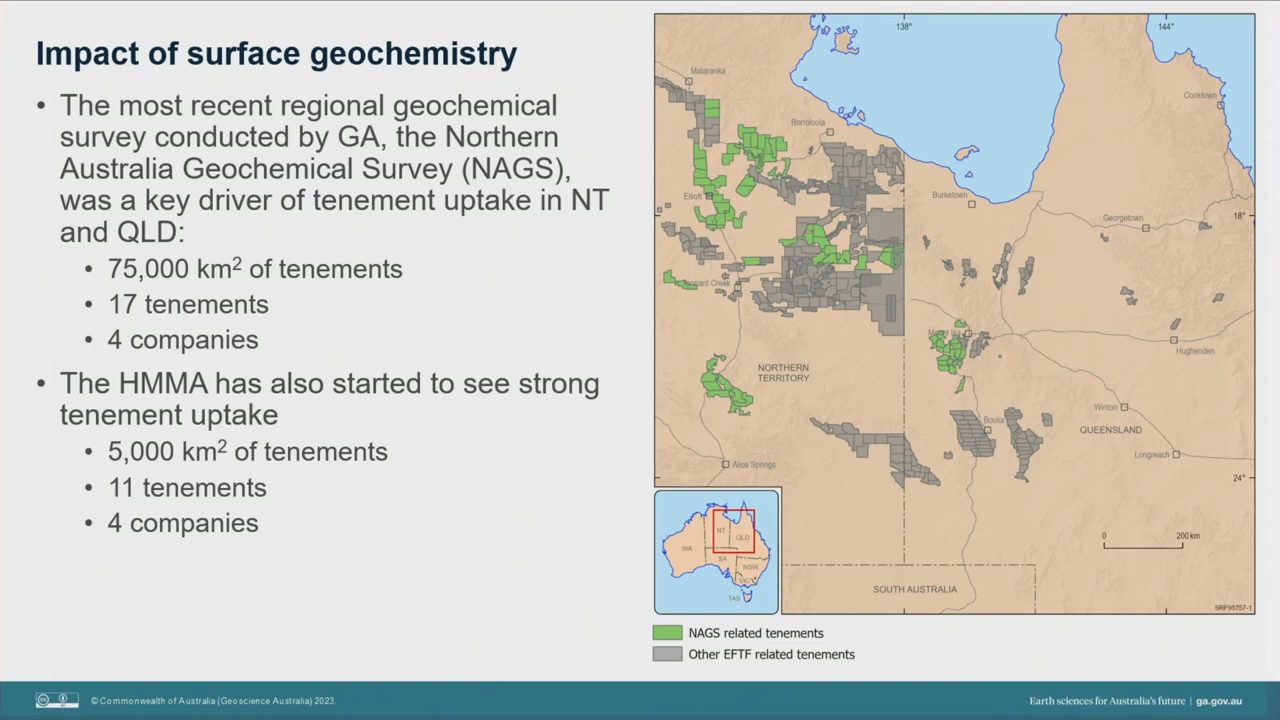 Impact of surface geochemistry
• The most recent regional geochemical
survey conducted by GA, the Northern
Australia Geochemical Survey (NAGS),
was a key driver of tenement uptake in NT
and QLD:
• 75,000 km² of tenements
• 17 tenements
• 4 companies
• The HMMA has also started to see strong
tenement uptake
• 5,000 km² of tenements
• 11 tenements
• 4 companies
138°
144°
Mataranka
Cooktown
Borroloola
Elliott
Burketown
Georgetown
18°
Tennant Creek
Mount Isa
Hughenden
NORTHERN
TERRITORY
Winton
Boulia
QUEENSLAND
Longreach
Alice Springs
24°
0
200 km
SOUTH AUSTRALIA
WA
NT
QLD
SA
NSW
VIC
TAS
NAGS related tenements
Other EFTF related tenements
© Commonwealth of Australia (Geoscience Australia) 2023.
Earth sciences for Australia's future | ga.gov.au